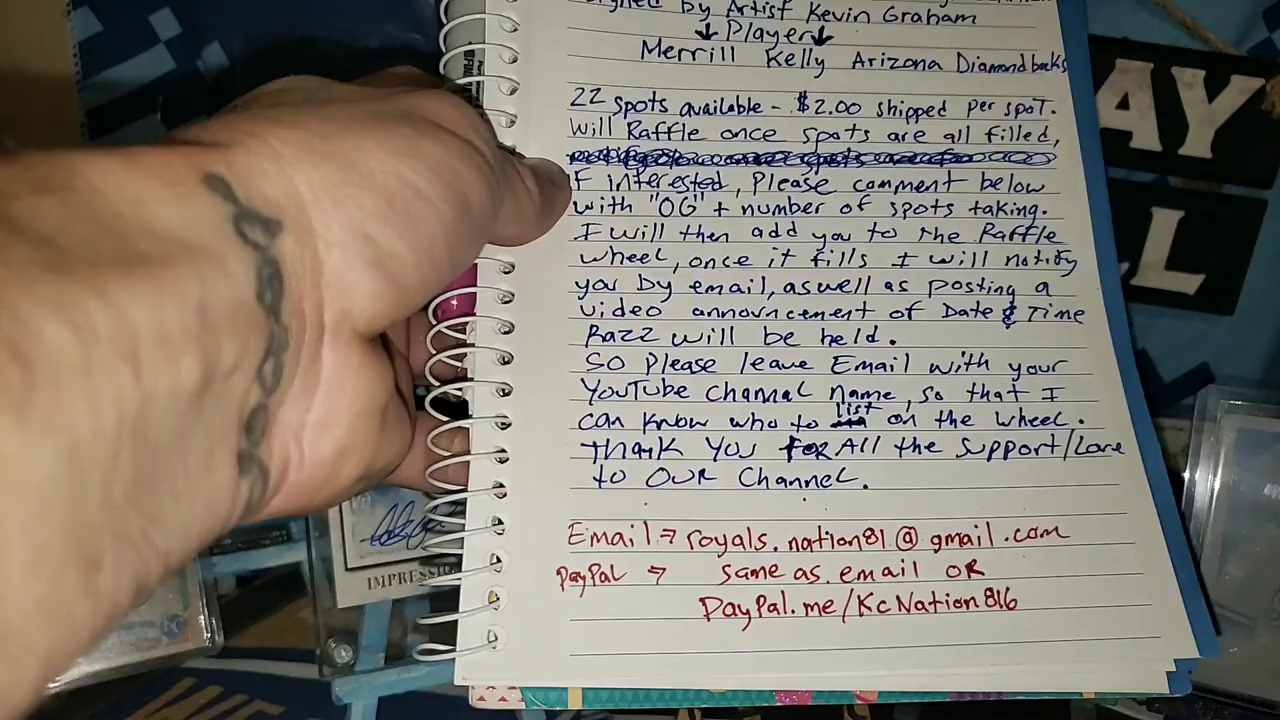 by Artist Kevin Graham
↓Player↓
Merrill Kelly Arizona Diamondbacks
22 spots available - $2.00 shipped per spot.
Will Raffle once spots are all filled,
IF interested, Please comment below
with "OG" + number of spots taking.
I will then add you to the Raffle
wheel, once it fills I will notify
you by email, aswell as posting a
video announcement of Date & Time
Razz will be held.
SO Please leave Email with your
YouTube Channel Name, so that I
can know who to list on the wheel.
Thank You FOR All the Support/Love
to OUR Channel.
Email → royals.nation81@gmail.com
PayPal → same as email OR
PayPal.me/KcNation816
AY
L
IMPRESSI
WE